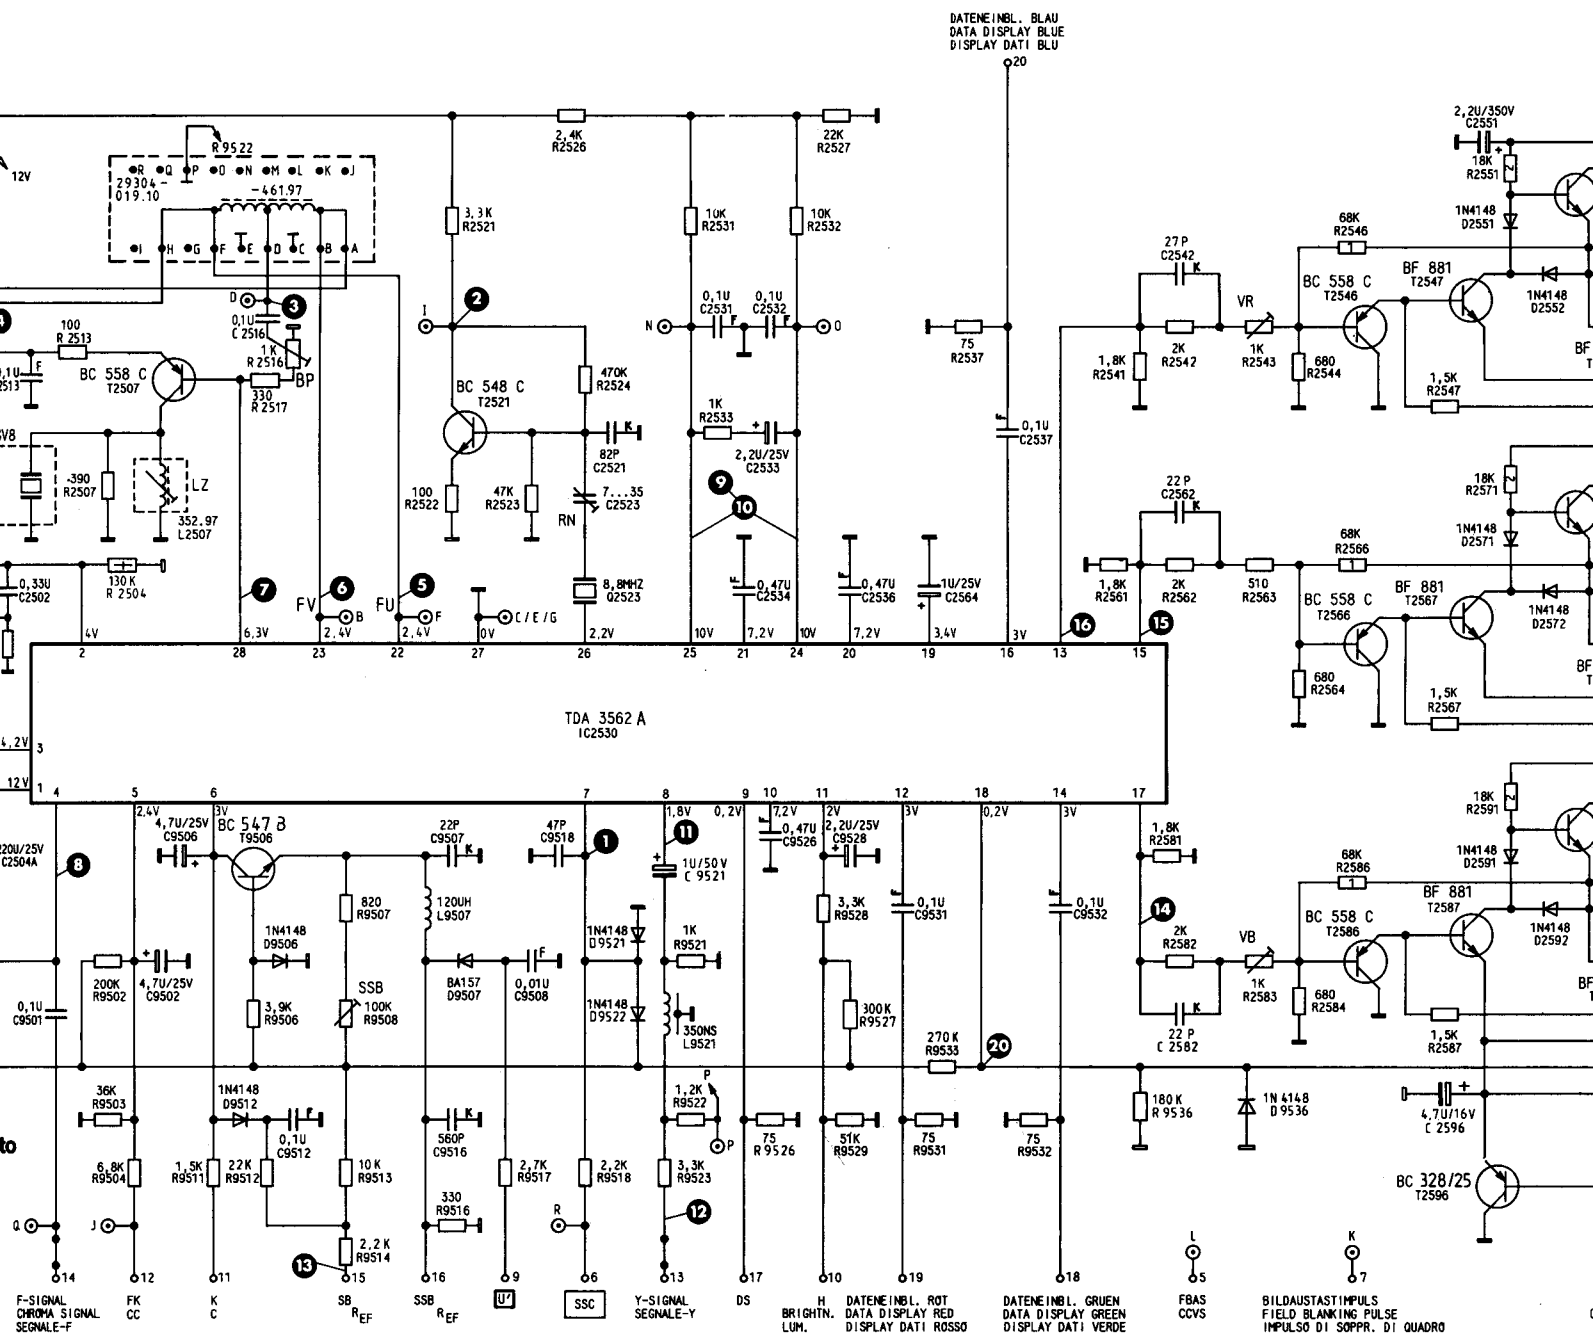 DATENEINBL. BLAU
DATA DISPLAY BLUE
DISPLAY DATI BLU
20
12V
R9522
R Q P O N M L K J
29304-
019.10
-461.97
I H G F E D C B A
2,4K
R2526
22K
R2527
2,2U/350V
C2551
18K
R2551
3,3K
R2521
10K
R2531
10K
R2532
1N4148
D2551
68K
R2546
27P
C2542
K
BC 558 C
T2546
BF 881
T2547
1N4148
D2552
D
3
0,1U
C2516
I
2
0,1U
C2531
F
0,1U
C2532
F
N
O
VR
1K
R2543
75
R2537
1,8K
R2541
2K
R2542
680
R2544
BF
T
100
R2513
1K
R2516
BP
BC 558 C
T2507
330
R2517
F
0,1U
2513
BC 548 C
T2521
470K
R2524
1K
R2533
1,5K
R2547
2,2U/25V
C2533
F
0,1U
C2537
82P
C2521
K
V8
-390
R2507
LZ
352.97
L2507
100
R2522
47K
R2523
7...35
C2523
RN
9
10
22P
C2562
K
18K
R2571
1N4148
D2571
68K
R2566
130K
R2504
0,33U
C2502
7
6
5
FV
B
FU
F
C/E/G
8,8MHZ
Q2523
F
0,47U
C2534
F
0,47U
C2536
1U/25V
C2564
1,8K
R2561
2K
R2562
510
R2563
BC 558 C
T2566
BF 881
T2567
1N4148
D2572
16
15
4V 6,3V 2,4V 2,4V 0V 2,2V 10V 7,2V 10V 7,2V 3,4V 3V
2 28 23 22 27 26 25 21 24 20 19 16 13 15
680
R2564
1,5K
R2567
BF
T
TDA 3562 A
IC2530
4,2V 3
12V 1
4 5 6 7 8 9 10 11 12 18 14 17
2,4V 3V 1,8V 0,2V 7,2V 2V 3V 0,2V 3V
18K
R2591
220U/25V
C2504A
8
4,7U/25V
C9506
BC 547 B
T9506
22P
C9507
K
47P
C9518
1
11
1U/50V
C 9521
F
0,47U
C9526
2,2U/25V
C9528
1,8K
R2581
68K
R2586
1N4148
D2591
820
R9507
120UH
L9507
3,3K
R9528
F
0,1U
C9531
F
0,1U
C9532
14
BC 558 C
T2586
BF 881
T2587
1N4148
D9506
1N4148
D9521
1K
R9521
2K
R2582
VB
1K
R2583
1N4148
D2592
200K
R9502
4,7U/25V
C9502
BA157
D9507
F
0,01U
C9508
1N4148
D9522
0,1U
C9501
3,9K
R9506
SSB
100K
R9508
350NS
L9521
300K
R9527
270K
R9533
20
22P
C 2582
K
680
R2584
1,5K
R2587
BF
T
36K
R9503
1N4148
D9512
F
0,1U
C9512
K
560P
C9516
1,2K
R9522
P
P
75
R9526
51K
R9529
75
R9531
75
R9532
180K
R 9536
1N 4148
D 9536
4,7U/16V
C 2596
to
6,8K
R9504
1,5K
R9511
22K
R9512
10K
R9513
2,7K
R9517
2,2K
R9518
3,3K
R9523
BC 328/25
T2596
330
R9516
Q
J
R
12
2,2K
R9514
13
L
K
14 12 11 15 16 9 6 13 17 10 19 18 5 7
F-SIGNAL
CHROMA SIGNAL
SEGNALE-F
FK
CC
K
C
SB
REF
SSB
REF
U'
SSC
Y-SIGNAL
SEGNALE-Y
DS
H
BRIGHTN.
LUM.
DATENEINBL. ROT
DATA DISPLAY RED
DISPLAY DATI ROSSO
DATENEINBL. GRUEN
DATA DISPLAY GREEN
DISPLAY DATI VERDE
FBAS
CCVS
BILDAUSTASTIMPULS
FIELD BLANKING PULSE
IMPULSO DI SOPPR. DI QUADRO